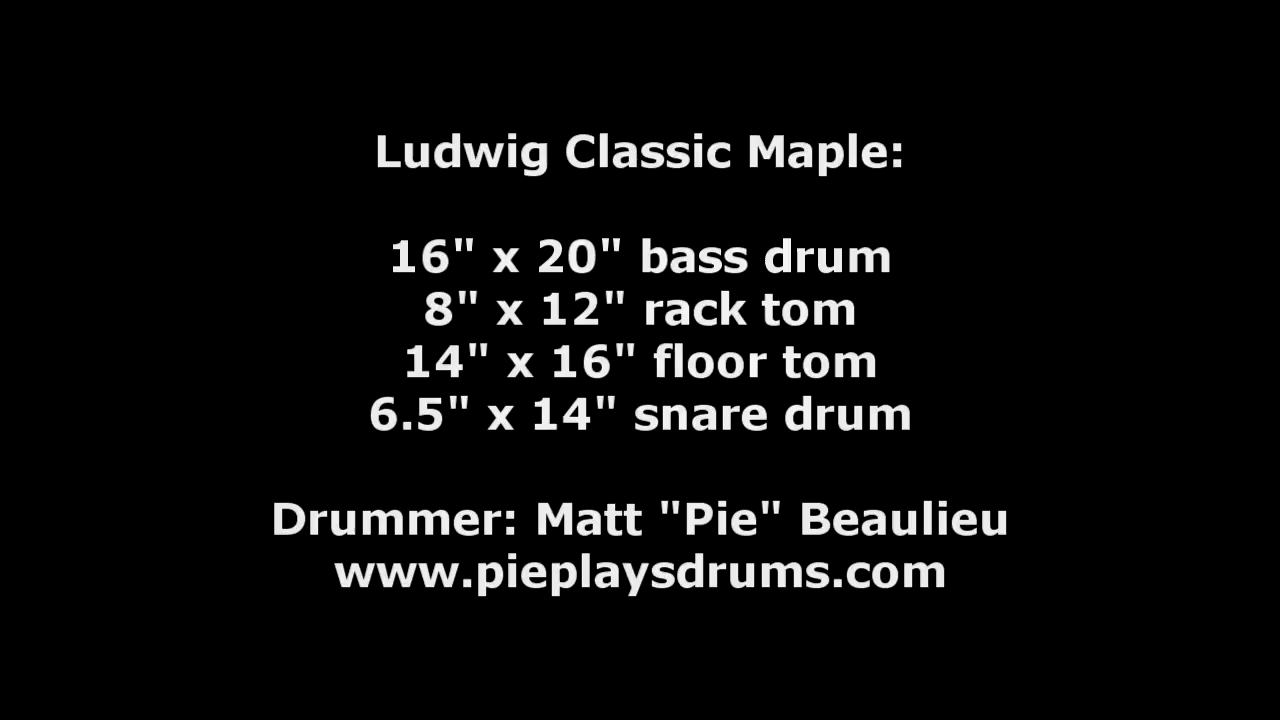 Ludwig Classic Maple:
16" x 20" bass drum
8" x 12" rack tom
14" x 16" floor tom
6.5" x 14" snare drum
Drummer: Matt "Pie" Beaulieu
www.pieplaysdrums.com